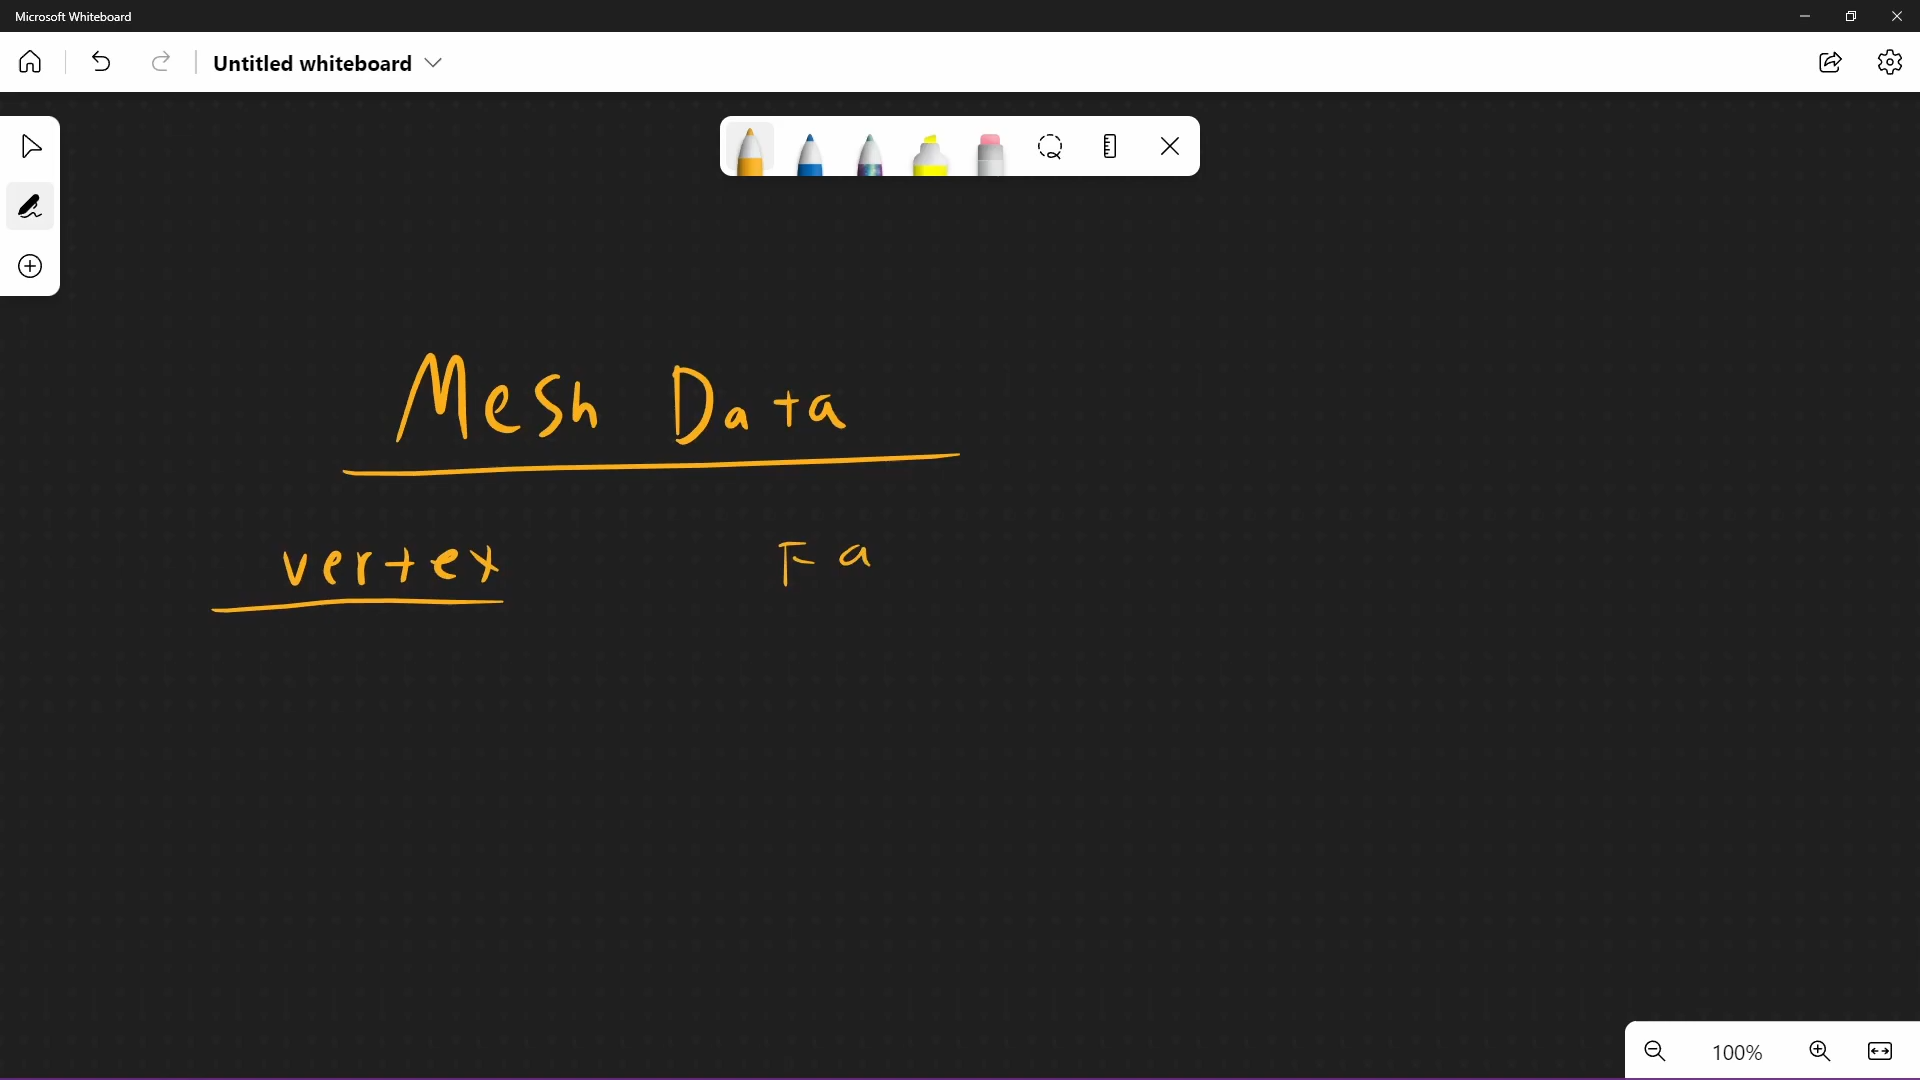 Microsoft Whiteboard
Untitled whiteboard
Mesh Data
vertex Fa
100%